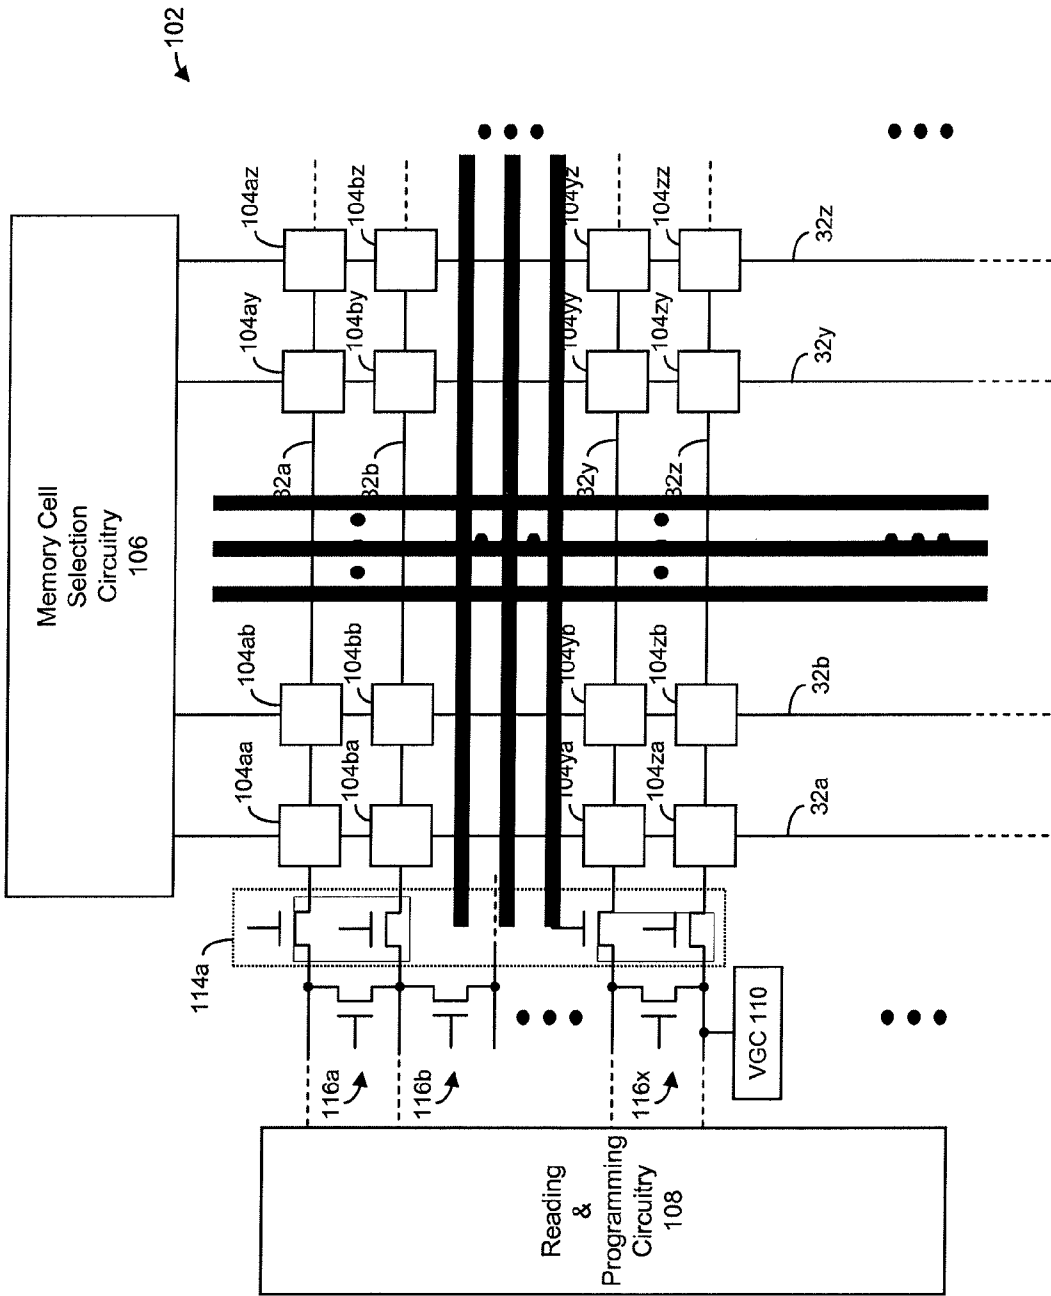 102
Memory Cell
Selection
Circuitry
106
114a
104aa
104ab
104ay
104az
32a
116a
104ba
104bb
104by
104bz
32b
116b
104ya
104yb
104yy
104yz
32y
116x
104za
104zb
104zy
104zz
32z
Reading
&
Programming
Circuitry
108
VGC 110
32a
32b
32y
32z